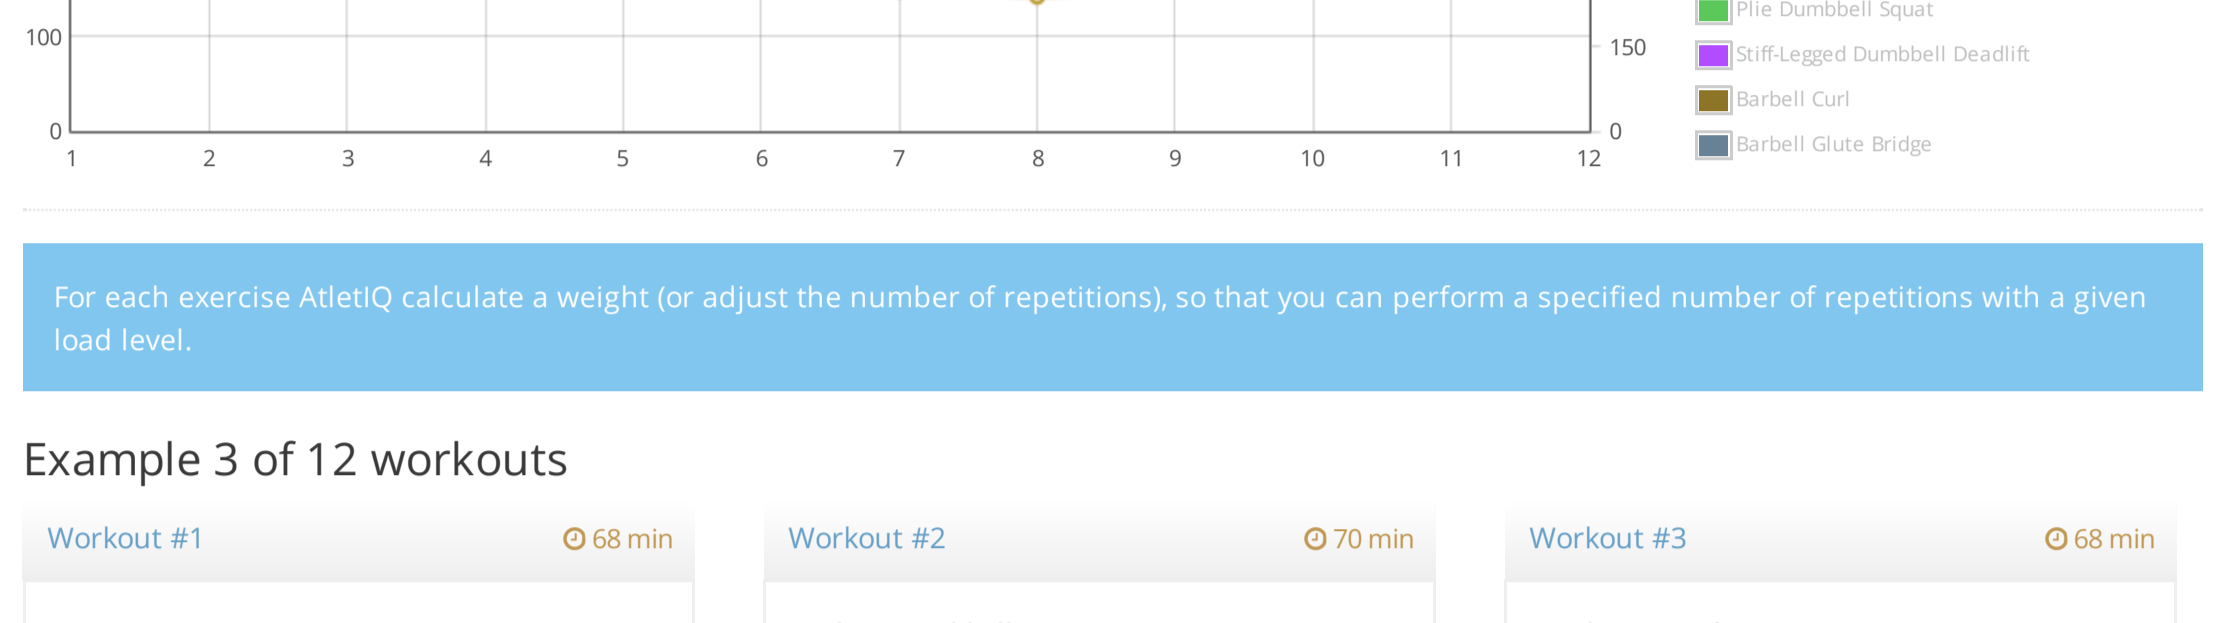 Plie Dumbbell Squat
100
150
Stiff-Legged Dumbbell Deadlift
Barbell Curl
0
0
Barbell Glute Bridge
1 2 3 4 5 6 7 8 9 10 11 12
For each exercise AtletIQ calculate a weight (or adjust the number of repetitions), so that you can perform a specified number of repetitions with a given
load level.
Example 3 of 12 workouts
Workout #1 68 min
Workout #2 70 min
Workout #3 68 min